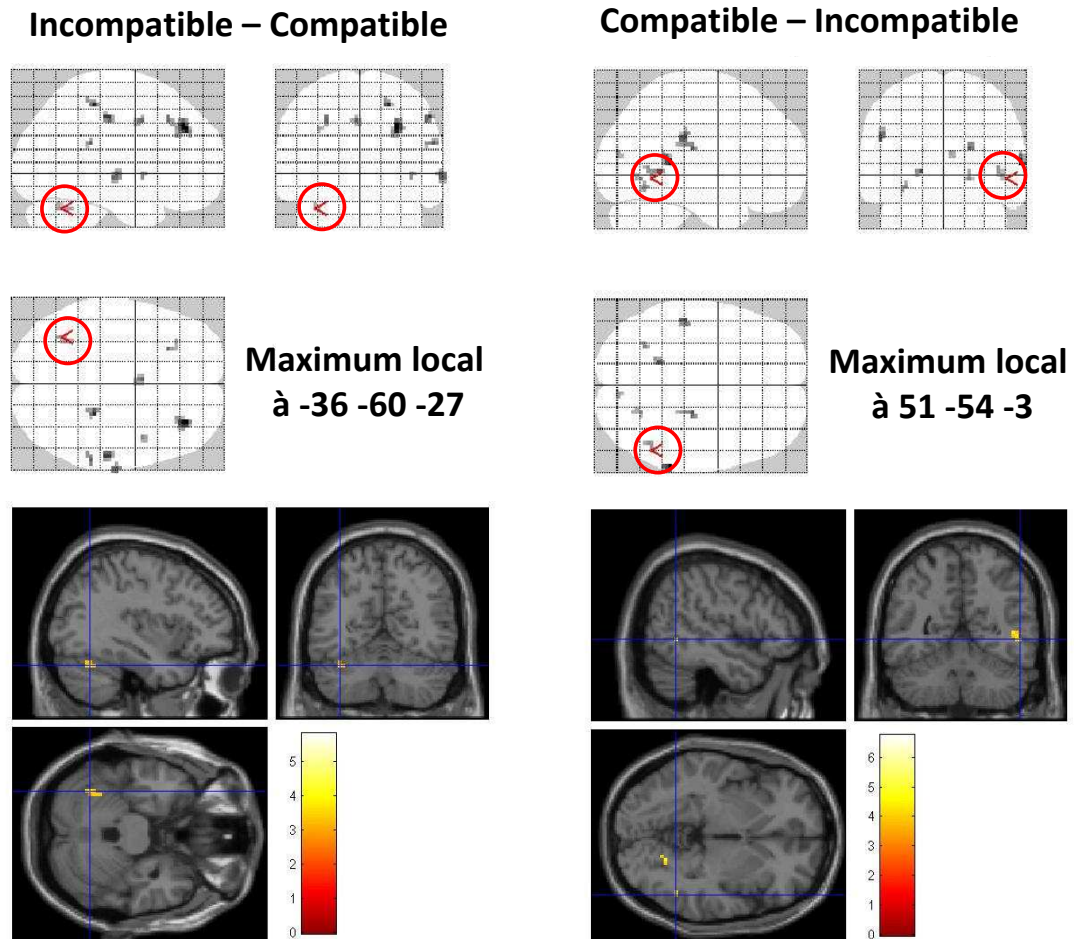 Incompatible – Compatible
Compatible – Incompatible
Maximum local
à -36 -60 -27
Maximum local
à 51 -54 -3
5
4
3
2
1
0
6
5
4
3
2
1
0